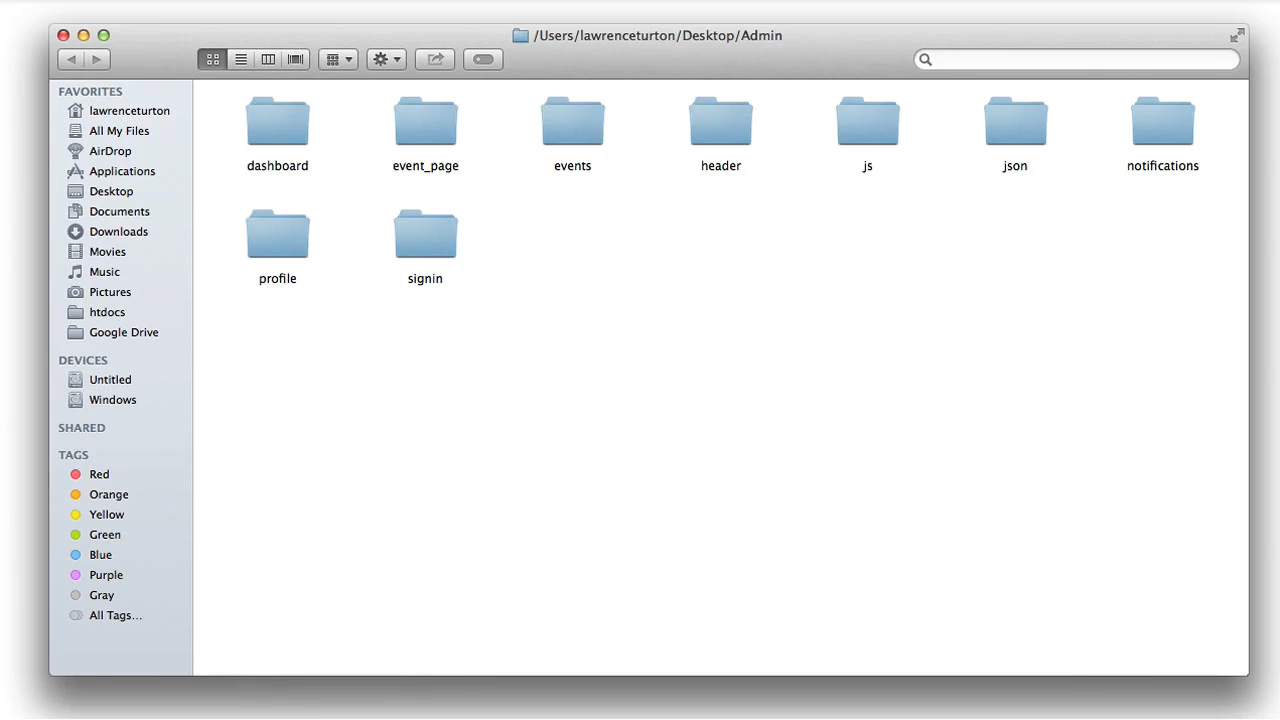 /Users/lawrenceturton/Desktop/Admin
FAVORITES
lawrenceturton
All My Files
AirDrop
Applications
Desktop
Documents
Downloads
Movies
Music
Pictures
htdocs
Google Drive
DEVICES
Untitled
Windows
SHARED
TAGS
Red
Orange
Yellow
Green
Blue
Purple
Gray
All Tags...
dashboard event_page events header js json notifications
profile signin